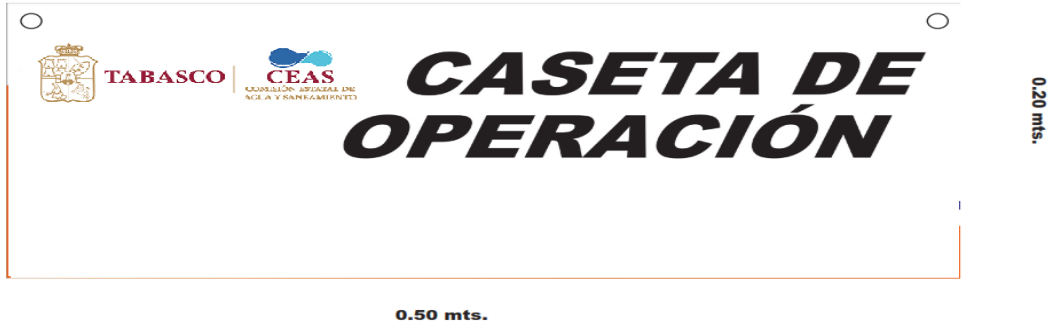 TABASCO
CEAS
COMISIÓN ESTATAL DE
AGUA Y SANEAMIENTO
CASETA DE
OPERACIÓN
0.20 mts.
0.50 mts.